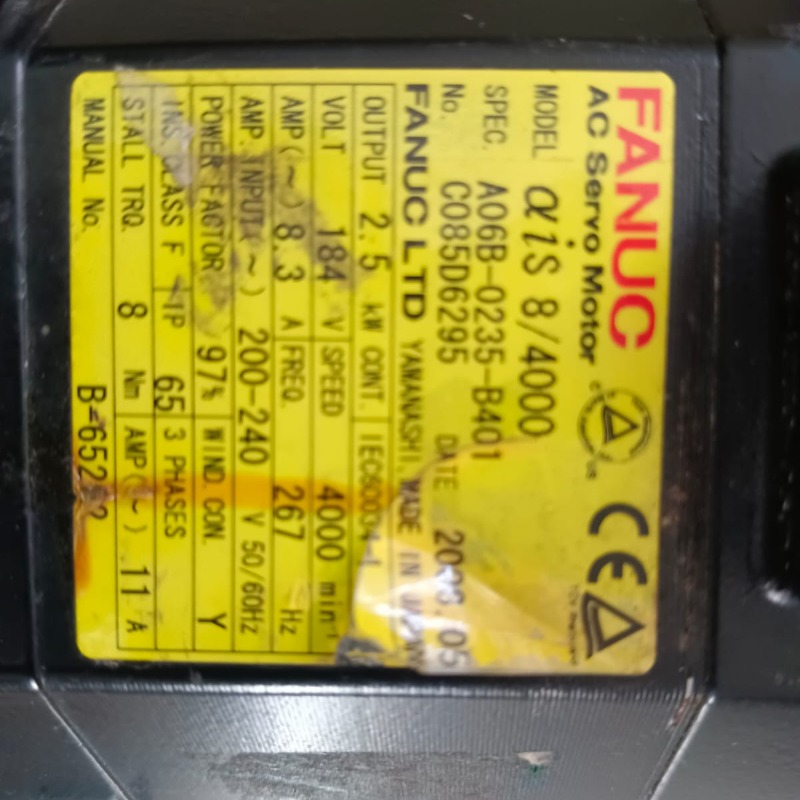 FANUC
AC Servo Motor
MODEL αiS 8/4000
SPEC. A06B-0235-B401
No. C085D6295 DATE 05
FANUC LTD YAMANASHI, MADE IN
OUTPUT 2.5 kW CONT.
VOLT 184 V SPEED 4000 min⁻¹
AMP(~) 8.3 A FREQ. 267 Hz
AMP. INPUT(~) 200-240 V 50/60Hz
POWER FACTOR 97% WIND CON. Y
INS. CLASS F IP 65 3 PHASES
STALL TRQ. 8 Nm AMP(~) 11 A
MANUAL No.